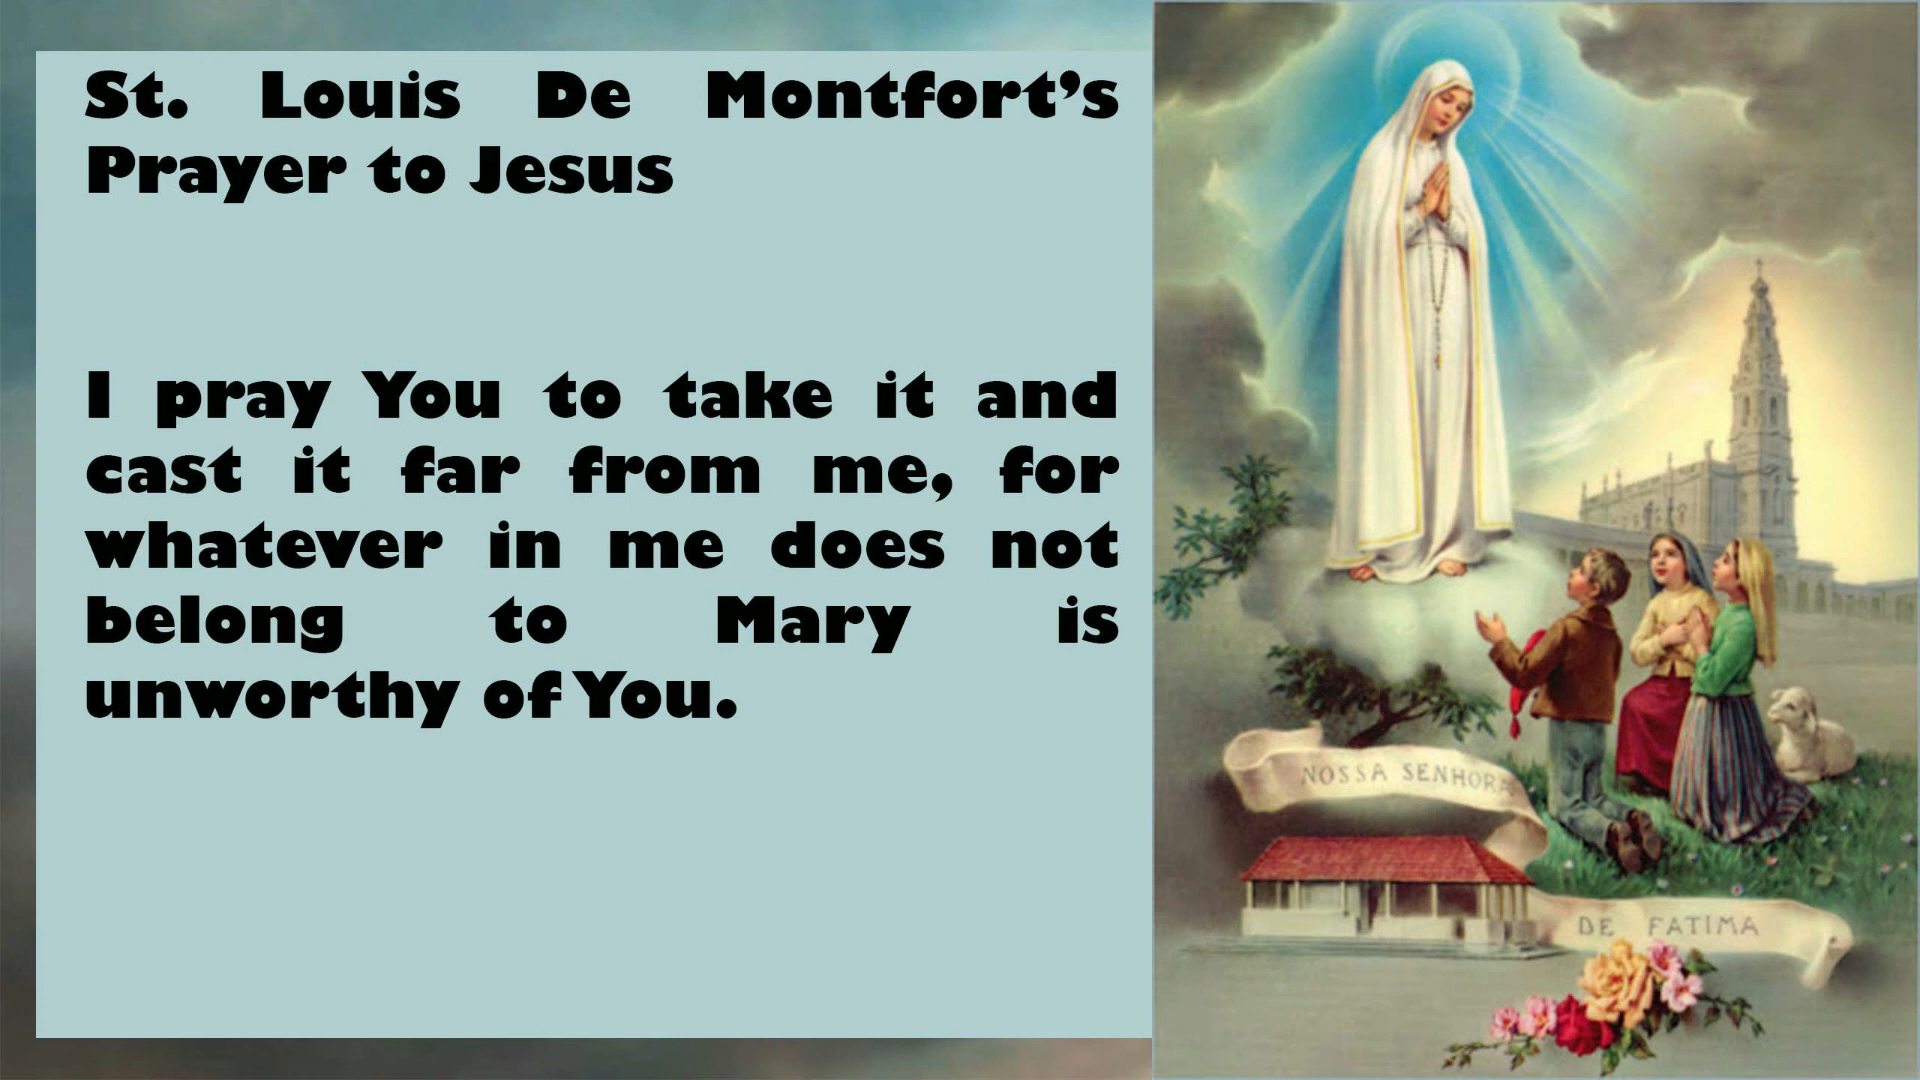 St. Louis De Montfort’s
Prayer to Jesus
I pray You to take it and
cast it far from me, for
whatever in me does not
belong to Mary is
unworthy of You.
NOSSA SENHORA
DE FATIMA